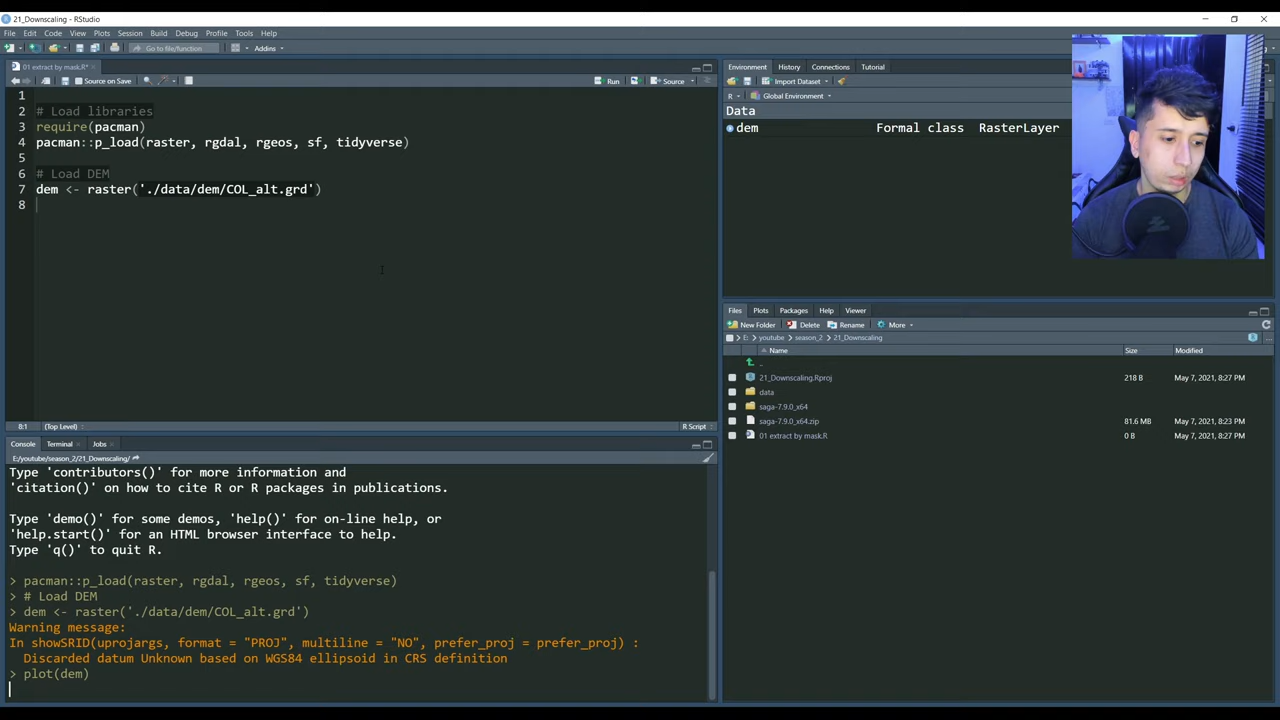 21_Downscaling - RStudio
File Edit Code View Plots Session Build Debug Profile Tools Help
Go to file/function Addins
01 extract by mask.R*
Source on Save Run Source
1
2 # Load libraries
3 require(pacman)
4 pacman::p_load(raster, rgdal, rgeos, sf, tidyverse)
5
6 # Load DEM
7 dem <- raster('./data/dem/COL_alt.grd')
8
8:1 (Top Level) R Script
Console Terminal Jobs
E:/youtube/season_2/21_Downscaling/
Type 'contributors()' for more information and
'citation()' on how to cite R or R packages in publications.
Type 'demo()' for some demos, 'help()' for on-line help, or
'help.start()' for an HTML browser interface to help.
Type 'q()' to quit R.
> pacman::p_load(raster, rgdal, rgeos, sf, tidyverse)
> # Load DEM
> dem <- raster('./data/dem/COL_alt.grd')
Warning message:
In showSRID(uprojargs, format = "PROJ", multiline = "NO", prefer_proj = prefer_proj) :
Discarded datum Unknown based on WGS84 ellipsoid in CRS definition
> plot(dem)
Environment History Connections Tutorial
Import Dataset
R Global Environment
Data
dem Formal class RasterLayer
Files Plots Packages Help Viewer
New Folder Delete Rename More
E: youtube season_2 21_Downscaling
Name Size Modified
..
21_Downscaling.Rproj 218 B May 7, 2021, 8:27 PM
data
saga-7.9.0_x64
saga-7.9.0_x64.zip 81.6 MB May 7, 2021, 8:23 PM
01 extract by mask.R 0 B May 7, 2021, 8:27 PM